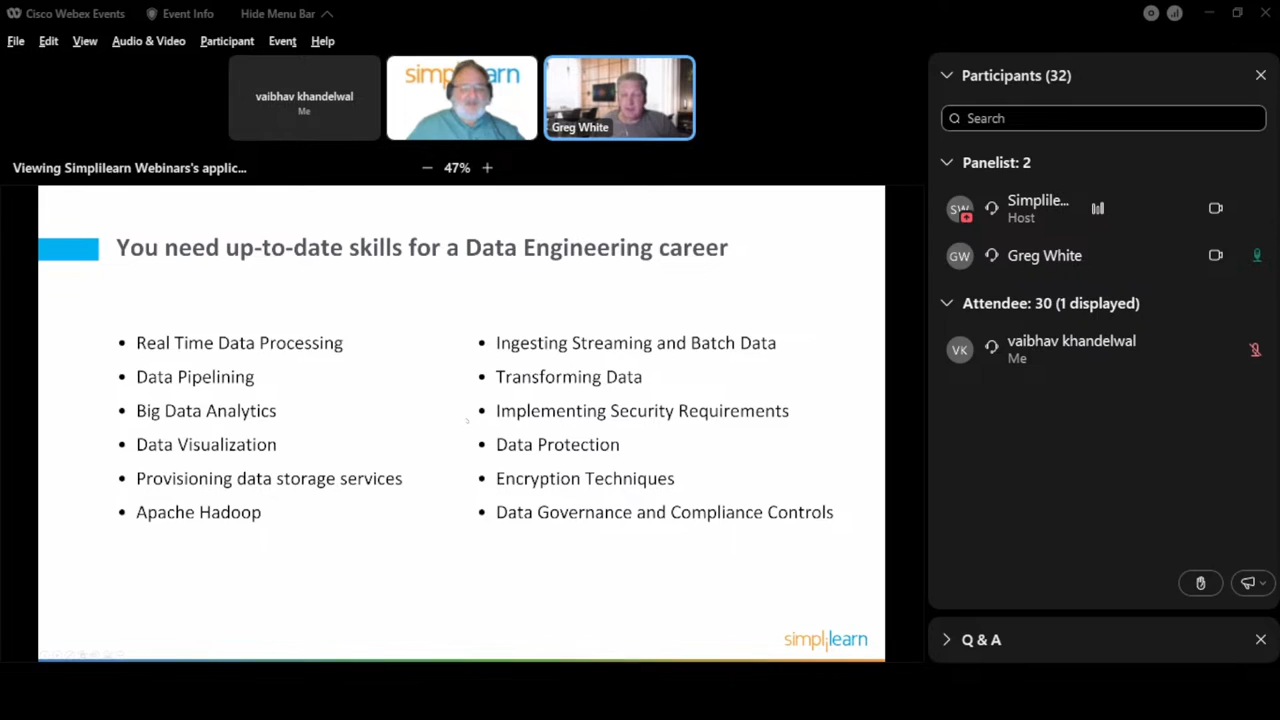 Cisco Webex Events
Event Info
Hide Menu Bar
File Edit View Audio & Video Participant Event Help
vaibhav khandelwal
Me
simplilearn
Greg White
Viewing Simplilearn Webinars's applic...
47%
You need up-to-date skills for a Data Engineering career
Real Time Data Processing
Data Pipelining
Big Data Analytics
Data Visualization
Provisioning data storage services
Apache Hadoop
Ingesting Streaming and Batch Data
Transforming Data
Implementing Security Requirements
Data Protection
Encryption Techniques
Data Governance and Compliance Controls
simplilearn
Participants (32)
Search
Panelist: 2
SW
Simplile...
Host
GW
Greg White
Attendee: 30 (1 displayed)
VK
vaibhav khandelwal
Me
Q & A